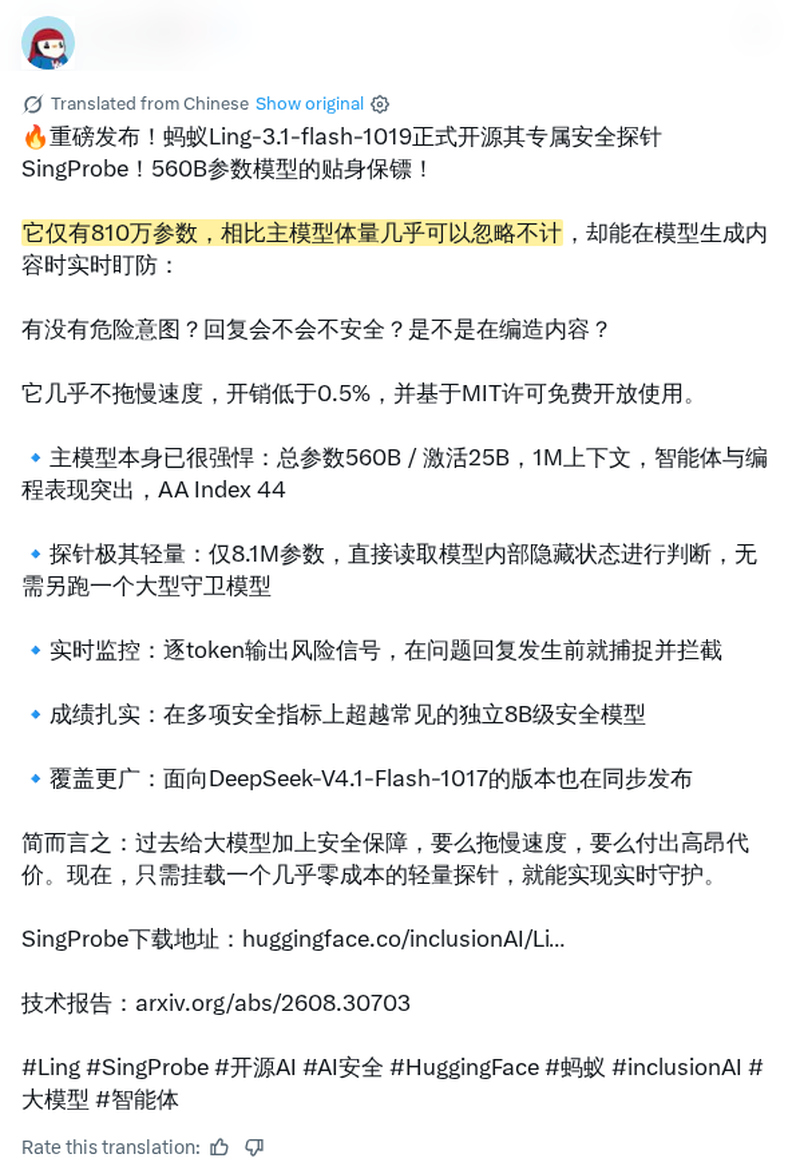 Translated from Chinese Show original
🔥重磅发布！蚂蚁Ling-3.1-flash-1019正式开源其专属安全探针
SingProbe！560B参数模型的贴身保镖！
它仅有810万参数，相比主模型体量几乎可以忽略不计，却能在模型生成内
容时实时盯防：
有没有危险意图？回复会不会不安全？是不是在编造内容？
它几乎不拖慢速度，开销低于0.5%，并基于MIT许可免费开放使用。
🔹主模型本身已很强悍：总参数560B / 激活25B，1M上下文，智能体与编
程表现突出，AA Index 44
🔹探针极其轻量：仅8.1M参数，直接读取模型内部隐藏状态进行判断，无
需另跑一个大型守卫模型
🔹实时监控：逐token输出风险信号，在问题回复发生前就捕捉并拦截
🔹成绩扎实：在多项安全指标上超越常见的独立8B级安全模型
🔹覆盖更广：面向DeepSeek-V4.1-Flash-1017的版本也在同步发布
简而言之：过去给大模型加上安全保障，要么拖慢速度，要么付出高昂代
价。现在，只需挂载一个几乎零成本的轻量探针，就能实现实时守护。
SingProbe下载地址：huggingface.co/inclusionAI/Li…
技术报告：arxiv.org/abs/2608.30703
#Ling #SingProbe #开源AI #AI安全 #HuggingFace #蚂蚁 #inclusionAI #
大模型 #智能体
Rate this translation: